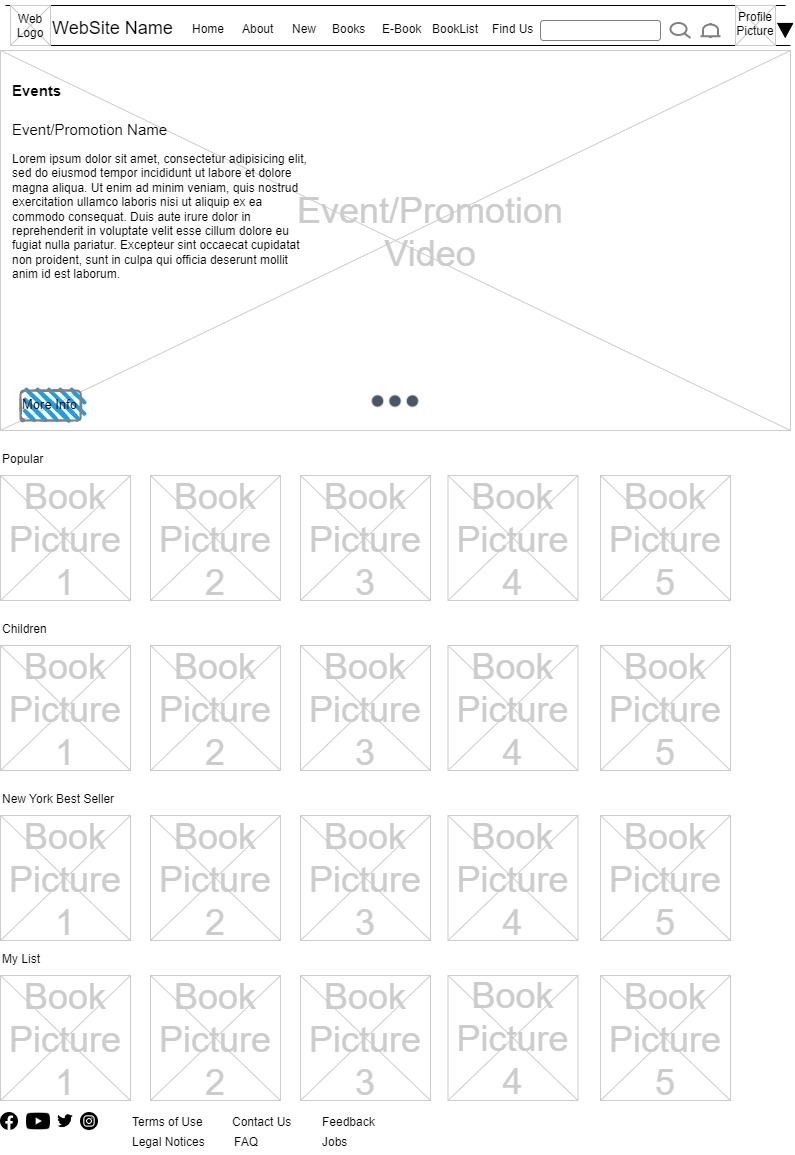 Web
Logo
WebSite Name
Home
About
New
Books
E-Book
BookList
Find Us
Profile
Picture
Events
Event/Promotion Name
Lorem ipsum dolor sit amet, consectetur adipisicing elit,
sed do eiusmod tempor incididunt ut labore et dolore
magna aliqua. Ut enim ad minim veniam, quis nostrud
exercitation ullamco laboris nisi ut aliquip ex ea
commodo consequat. Duis aute irure dolor in
reprehenderit in voluptate velit esse cillum dolore eu
fugiat nulla pariatur. Excepteur sint occaecat cupidatat
non proident, sunt in culpa qui officia deserunt mollit
anim id est laborum.
Event/Promotion
Video
More Info
Popular
Book
Picture
1
Book
Picture
2
Book
Picture
3
Book
Picture
4
Book
Picture
5
Children
Book
Picture
1
Book
Picture
2
Book
Picture
3
Book
Picture
4
Book
Picture
5
New York Best Seller
Book
Picture
1
Book
Picture
2
Book
Picture
3
Book
Picture
4
Book
Picture
5
My List
Book
Picture
1
Book
Picture
2
Book
Picture
3
Book
Picture
4
Book
Picture
5
Terms of Use
Contact Us
Feedback
Legal Notices
FAQ
Jobs